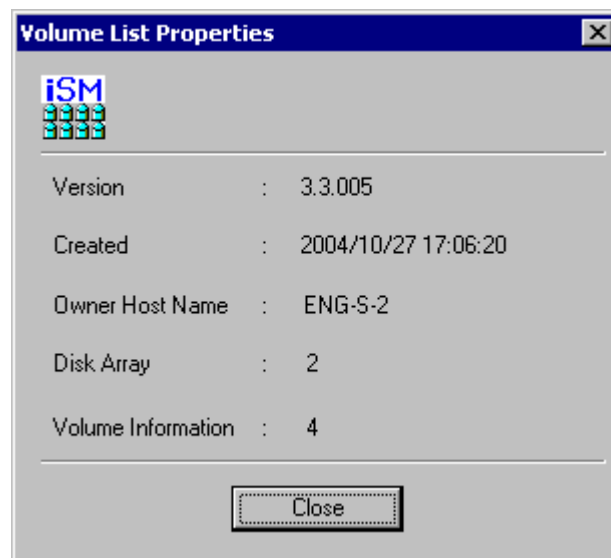 Volume List Properties
iSM
Version : 3.3.005
Created : 2004/10/27 17:06:20
Owner Host Name : ENG-S-2
Disk Array : 2
Volume Information : 4
Close